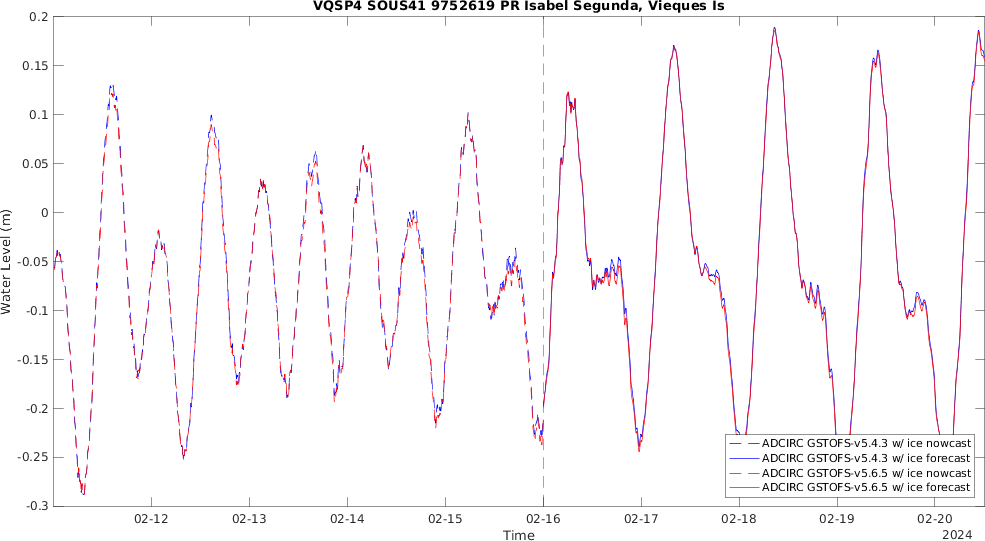 VQSP4 SOUS41 9752619 PR Isabel Segunda, Vieques Is
0.2
0.15
0.1
0.05
0
-0.05
-0.1
-0.15
-0.2
-0.25
-0.3
Water Level (m)
ADCIRC GSTOFS-v5.4.3 w/ ice nowcast
ADCIRC GSTOFS-v5.4.3 w/ ice forecast
ADCIRC GSTOFS-v5.6.5 w/ ice nowcast
ADCIRC GSTOFS-v5.6.5 w/ ice forecast
02-12 02-13 02-14 02-15 02-16 02-17 02-18 02-19 02-20
Time 2024